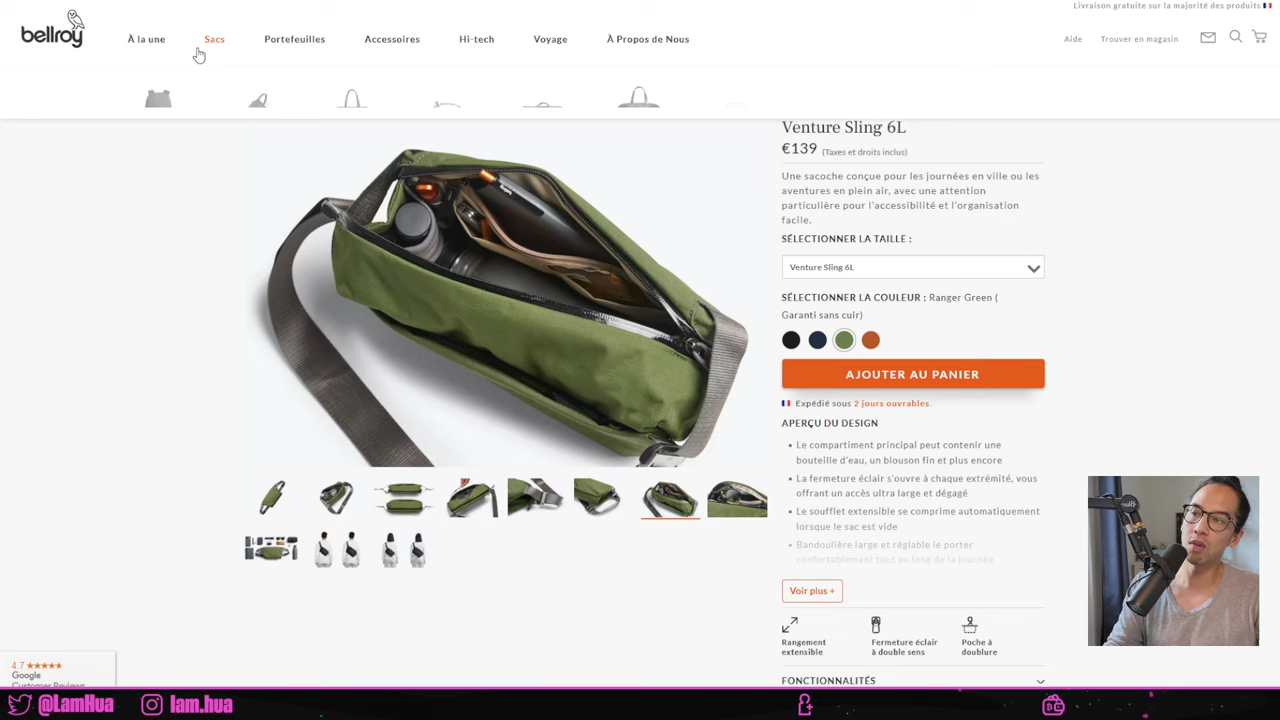 Livraison gratuite sur la majorité des produits
bellroy
À la une
Sacs
Portefeuilles
Accessoires
Hi-tech
Voyage
À Propos de Nous
Aide
Trouver en magasin
Venture Sling 6L
€139 (Taxes et droits inclus)
Une sacoche conçue pour les journées en ville ou les
aventures en plein air, avec une attention
particulière pour l'accessibilité et l'organisation
facile.
SÉLECTIONNER LA TAILLE :
Venture Sling 6L
SÉLECTIONNER LA COULEUR : Ranger Green (
Garanti sans cuir)
AJOUTER AU PANIER
Expédié sous 2 jours ouvrables.
APERÇU DU DESIGN
• Le compartiment principal peut contenir une
bouteille d'eau, un blouson fin et plus encore
• La fermeture éclair s'ouvre à chaque extrémité, vous
offrant un accès ultra large et dégagé
• Le soufflet extensible se comprime automatiquement
lorsque le sac est vide
• Bandoulière large et réglable le porter
confortablement tout au long de la journée
Voir plus +
Rangement
extensible
Fermeture éclair
à double sens
Poche à
doublure
FONCTIONNALITÉS
4.7
Google
Customer Reviews
@LamHua
lam.hua